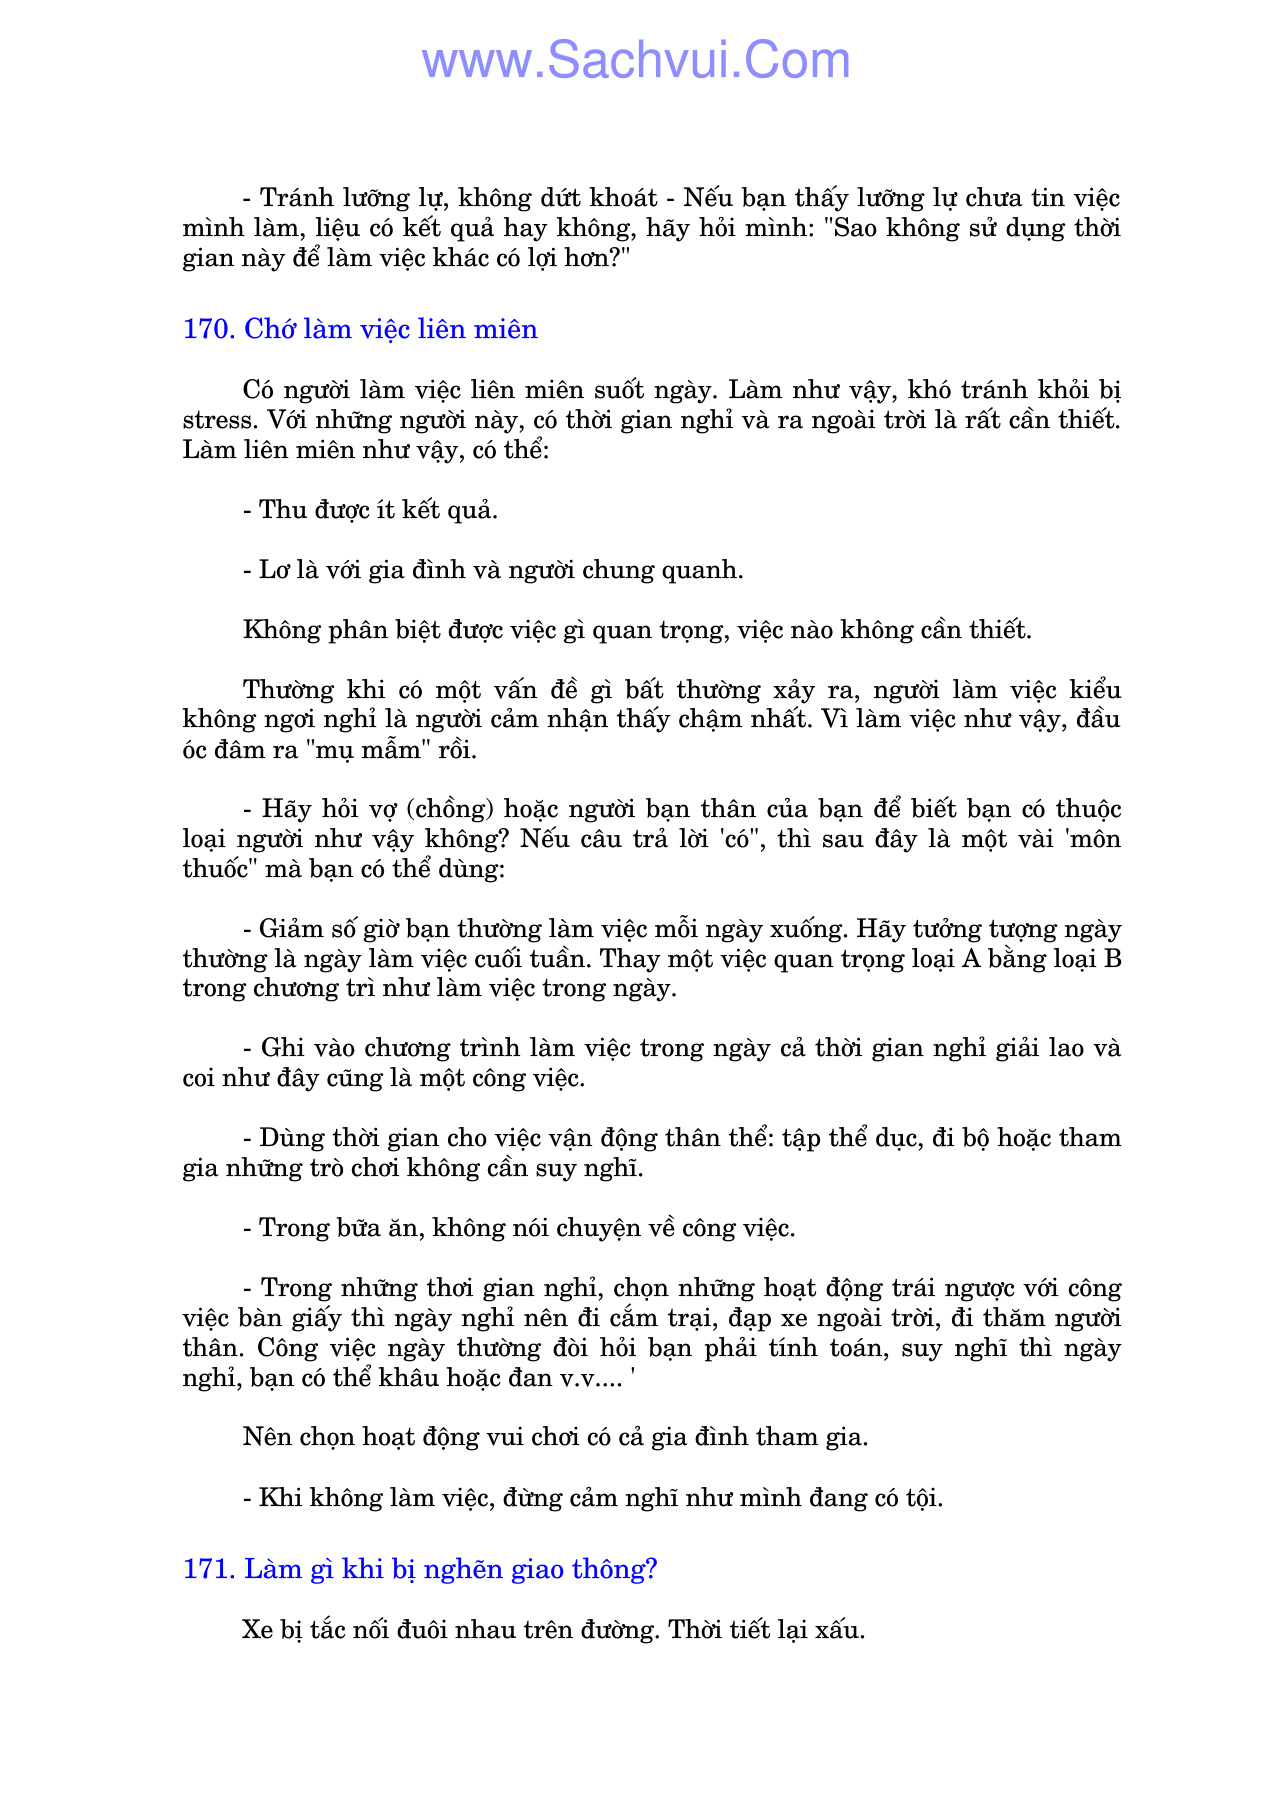 www.Sachvui.Com
- Tránh lưỡng lự, không dứt khoát - Nếu bạn thấy lưỡng lự chưa tin việc
mình làm, liệu có kết quả hay không, hãy hỏi mình: "Sao không sử dụng thời
gian này để làm việc khác có lợi hơn?"
170. Chớ làm việc liên miên
Có người làm việc liên miên suốt ngày. Làm như vậy, khó tránh khỏi bị
stress. Với những người này, có thời gian nghỉ và ra ngoài trời là rất cần thiết.
Làm liên miên như vậy, có thể:
- Thu được ít kết quả.
- Lơ là với gia đình và người chung quanh.
Không phân biệt được việc gì quan trọng, việc nào không cần thiết.
Thường khi có một vấn đề gì bất thường xảy ra, người làm việc kiểu
không ngơi nghỉ là người cảm nhận thấy chậm nhất. Vì làm việc như vậy, đầu
óc đâm ra "mụ mẫm" rồi.
- Hãy hỏi vợ (chồng) hoặc người bạn thân của bạn để biết bạn có thuộc
loại người như vậy không? Nếu câu trả lời 'có", thì sau đây là một vài 'môn
thuốc" mà bạn có thể dùng:
- Giảm số giờ bạn thường làm việc mỗi ngày xuống. Hãy tưởng tượng ngày
thường là ngày làm việc cuối tuần. Thay một việc quan trọng loại A bằng loại B
trong chương trì như làm việc trong ngày.
- Ghi vào chương trình làm việc trong ngày cả thời gian nghỉ giải lao và
coi như đây cũng là một công việc.
- Dùng thời gian cho việc vận động thân thể: tập thể dục, đi bộ hoặc tham
gia những trò chơi không cần suy nghĩ.
- Trong bữa ăn, không nói chuyện về công việc.
- Trong những thơi gian nghỉ, chọn những hoạt động trái ngược với công
việc bàn giấy thì ngày nghỉ nên đi cắm trại, đạp xe ngoài trời, đi thăm người
thân. Công việc ngày thường đòi hỏi bạn phải tính toán, suy nghĩ thì ngày
nghỉ, bạn có thể khâu hoặc đan v.v.... '
Nên chọn hoạt động vui chơi có cả gia đình tham gia.
- Khi không làm việc, đừng cảm nghĩ như mình đang có tội.
171. Làm gì khi bị nghẽn giao thông?
Xe bị tắc nối đuôi nhau trên đường. Thời tiết lại xấu.